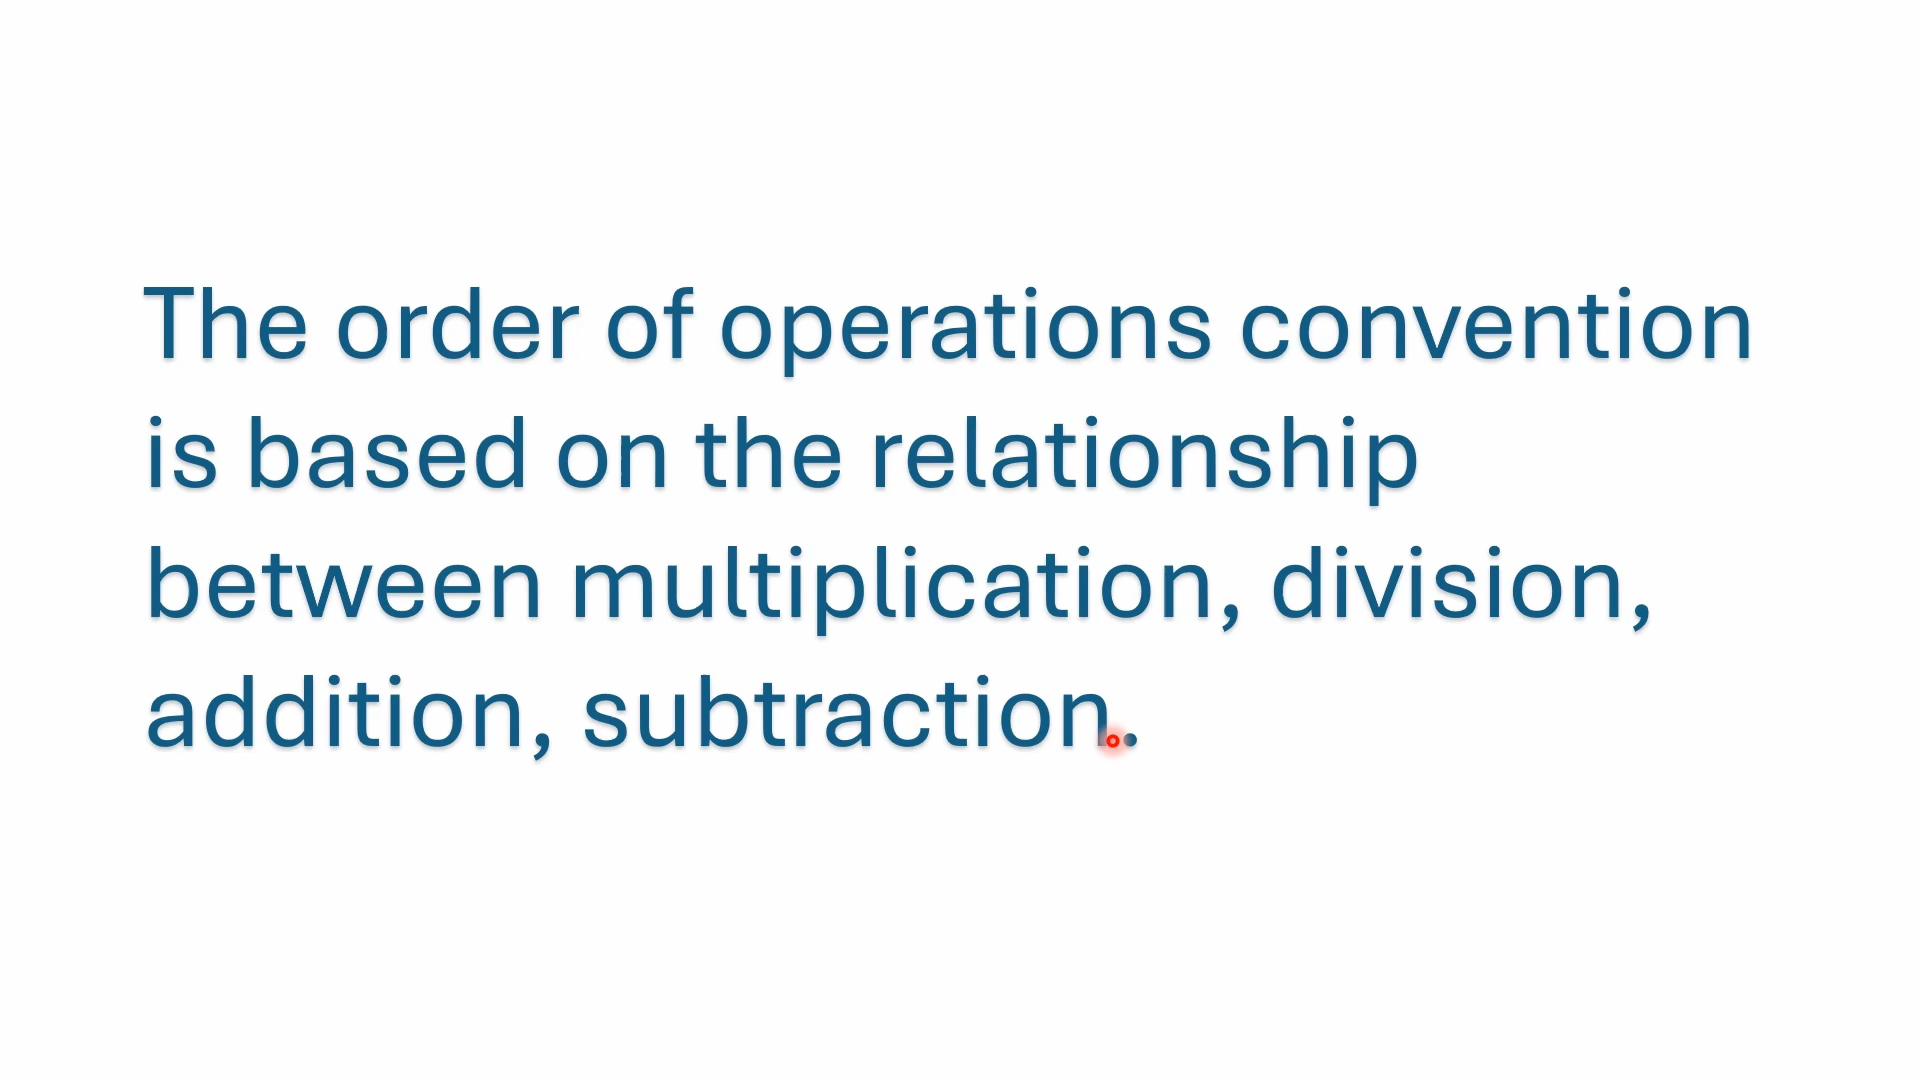 The order of operations convention
is based on the relationship
between multiplication, division,
addition, subtraction.